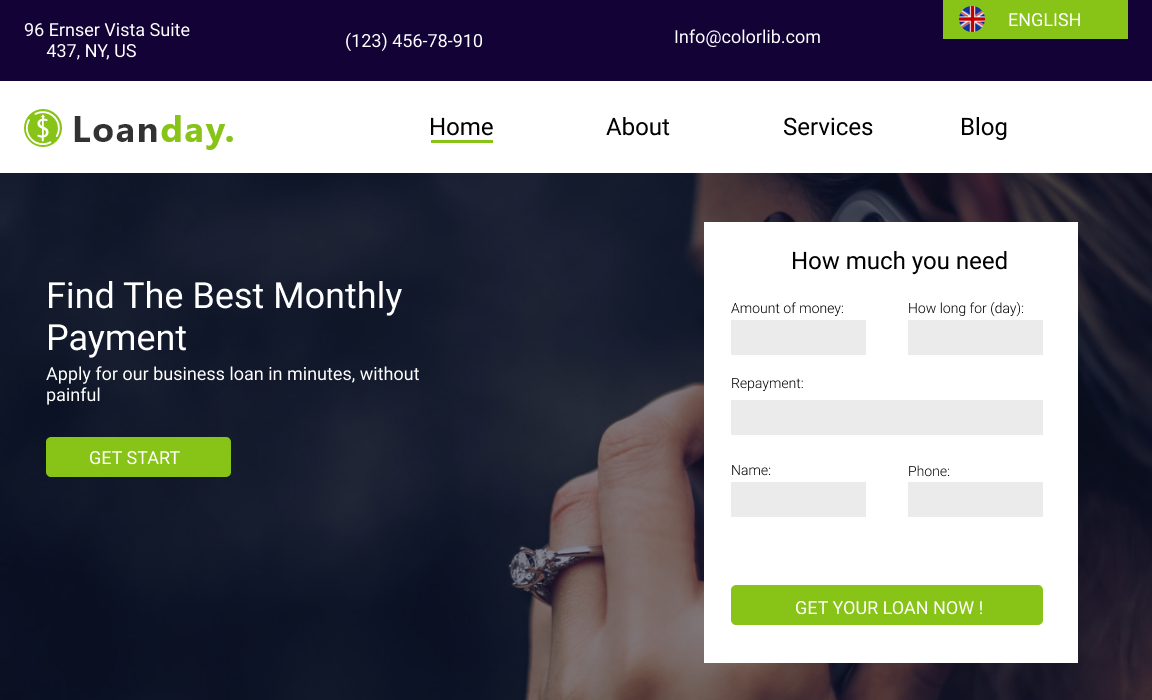 96 Ernser Vista Suite
437, NY, US
(123) 456-78-910
Info@colorlib.com
ENGLISH
$ Loanday.
Home
About
Services
Blog
Find The Best Monthly
Payment
Apply for our business loan in minutes, without
painful
GET START
How much you need
Amount of money:
How long for (day):
Repayment:
Name:
Phone:
GET YOUR LOAN NOW !